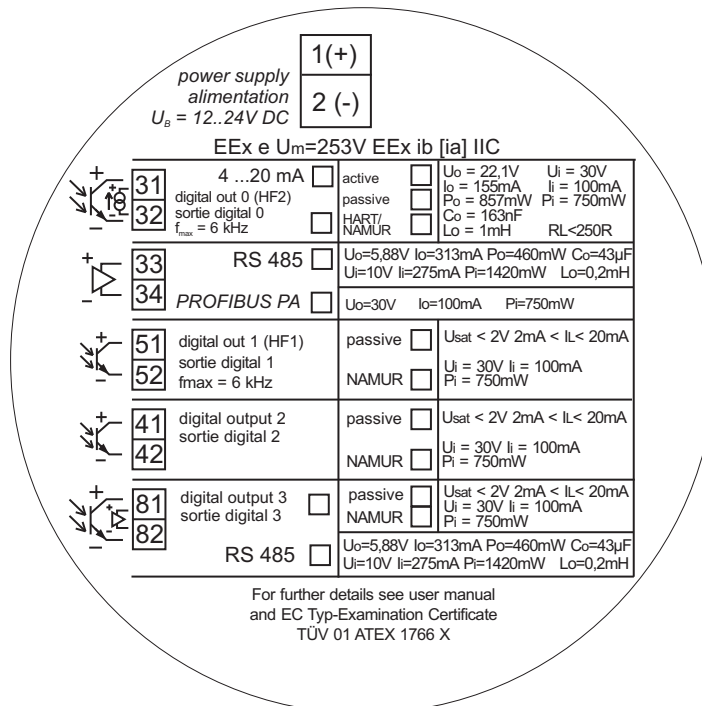 1(+)
power supply
alimentation
2 (-)
UB = 12..24V DC
EEx e Um=253V EEx ib [ia] IIC
+
31
32
–
4 ...20 mA
digital out 0 (HF2)
sortie digital 0
fmax = 6 kHz
active
passive
HART/
NAMUR
Uo = 22,1V Ui = 30V
Io = 155mA Ii = 100mA
Po = 857mW Pi = 750mW
Co = 163nF
Lo = 1mH RL<250R
+
33
34
–
RS 485
Uo=5,88V Io=313mA Po=460mW Co=43µF
Ui=10V Ii=275mA Pi=1420mW Lo=0,2mH
PROFIBUS PA
Uo=30V Io=100mA Pi=750mW
+
51
52
–
digital out 1 (HF1)
sortie digital 1
fmax = 6 kHz
passive
NAMUR
Usat < 2V 2mA < IL< 20mA
Ui = 30V Ii = 100mA
Pi = 750mW
+
41
42
–
digital output 2
sortie digital 2
passive
NAMUR
Usat < 2V 2mA < IL< 20mA
Ui = 30V Ii = 100mA
Pi = 750mW
+
81
82
–
digital output 3
sortie digital 3
passive
NAMUR
Usat < 2V 2mA < IL< 20mA
Ui = 30V Ii = 100mA
Pi = 750mW
RS 485
Uo=5,88V Io=313mA Po=460mW Co=43µF
Ui=10V Ii=275mA Pi=1420mW Lo=0,2mH
For further details see user manual
and EC Typ-Examination Certificate
TÜV 01 ATEX 1766 X